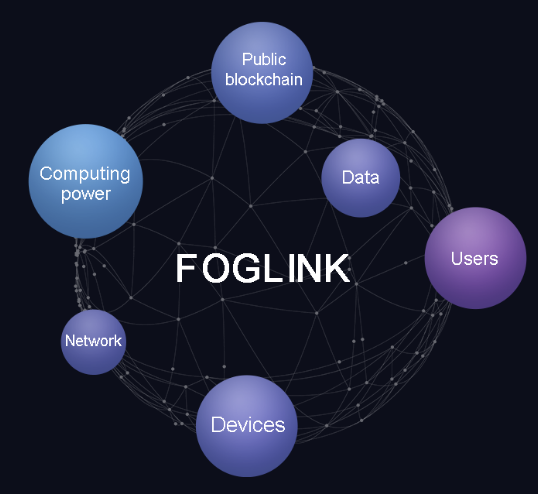 Public
blockchain
Computing
power
Data
Users
FOGLINK
Network
Devices